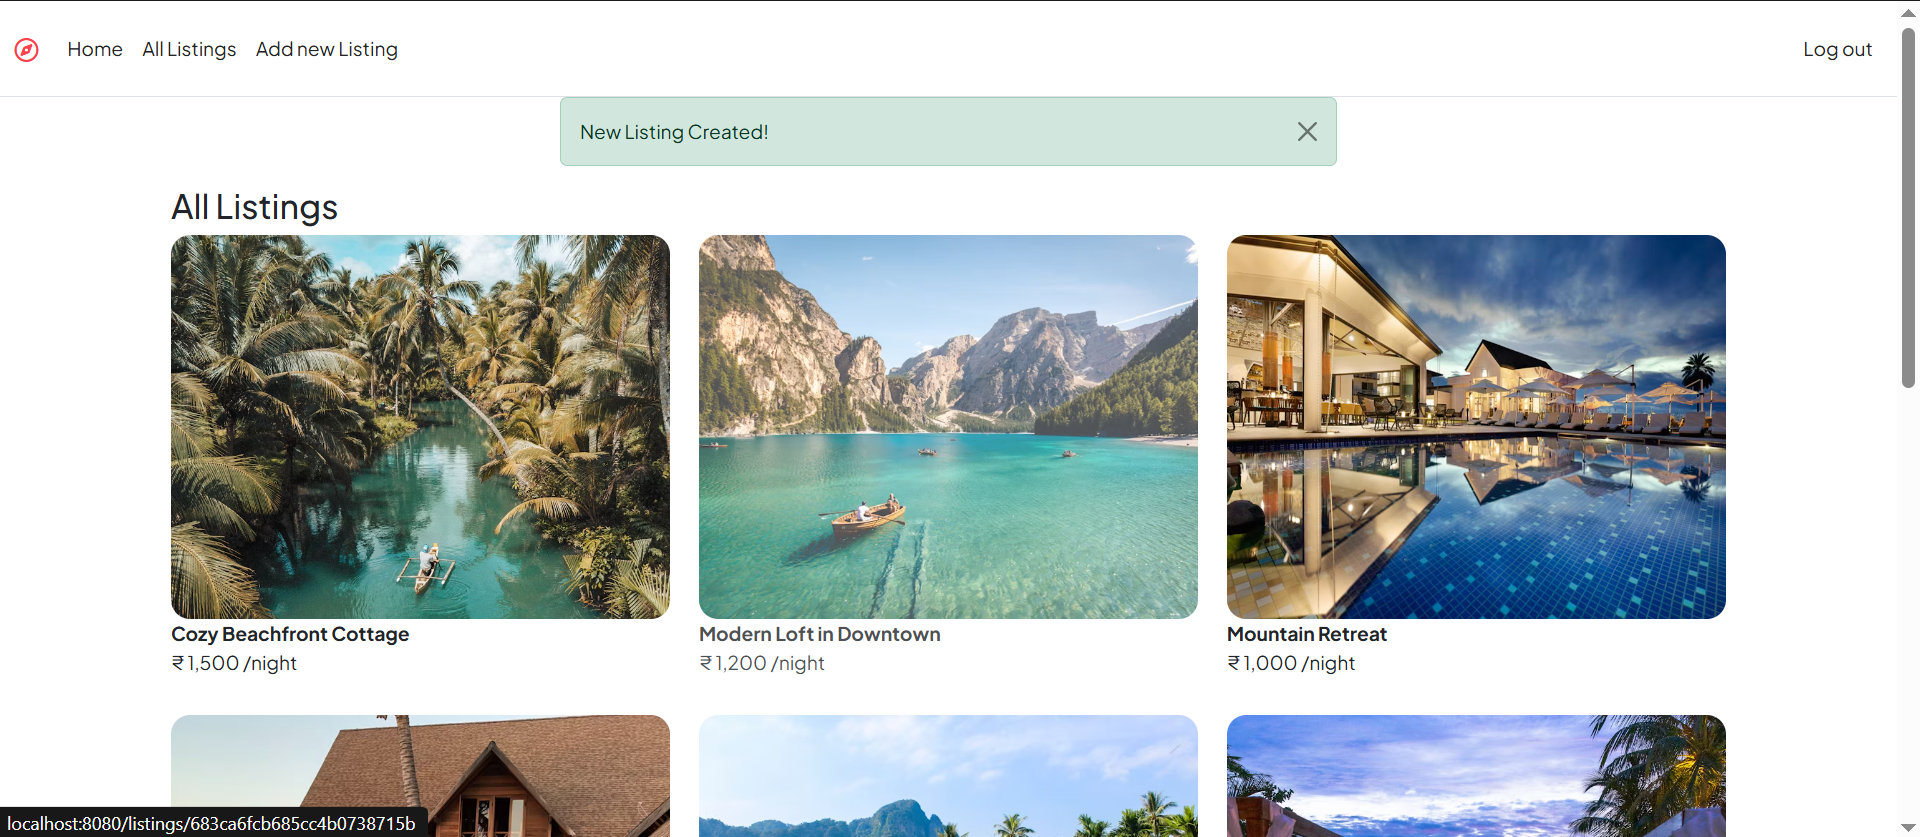 Home All Listings Add new Listing Log out
New Listing Created!
All Listings
Cozy Beachfront Cottage
₹ 1,500 /night
Modern Loft in Downtown
₹ 1,200 /night
Mountain Retreat
₹ 1,000 /night
localhost:8080/listings/683ca6fcb685cc4b0738715b